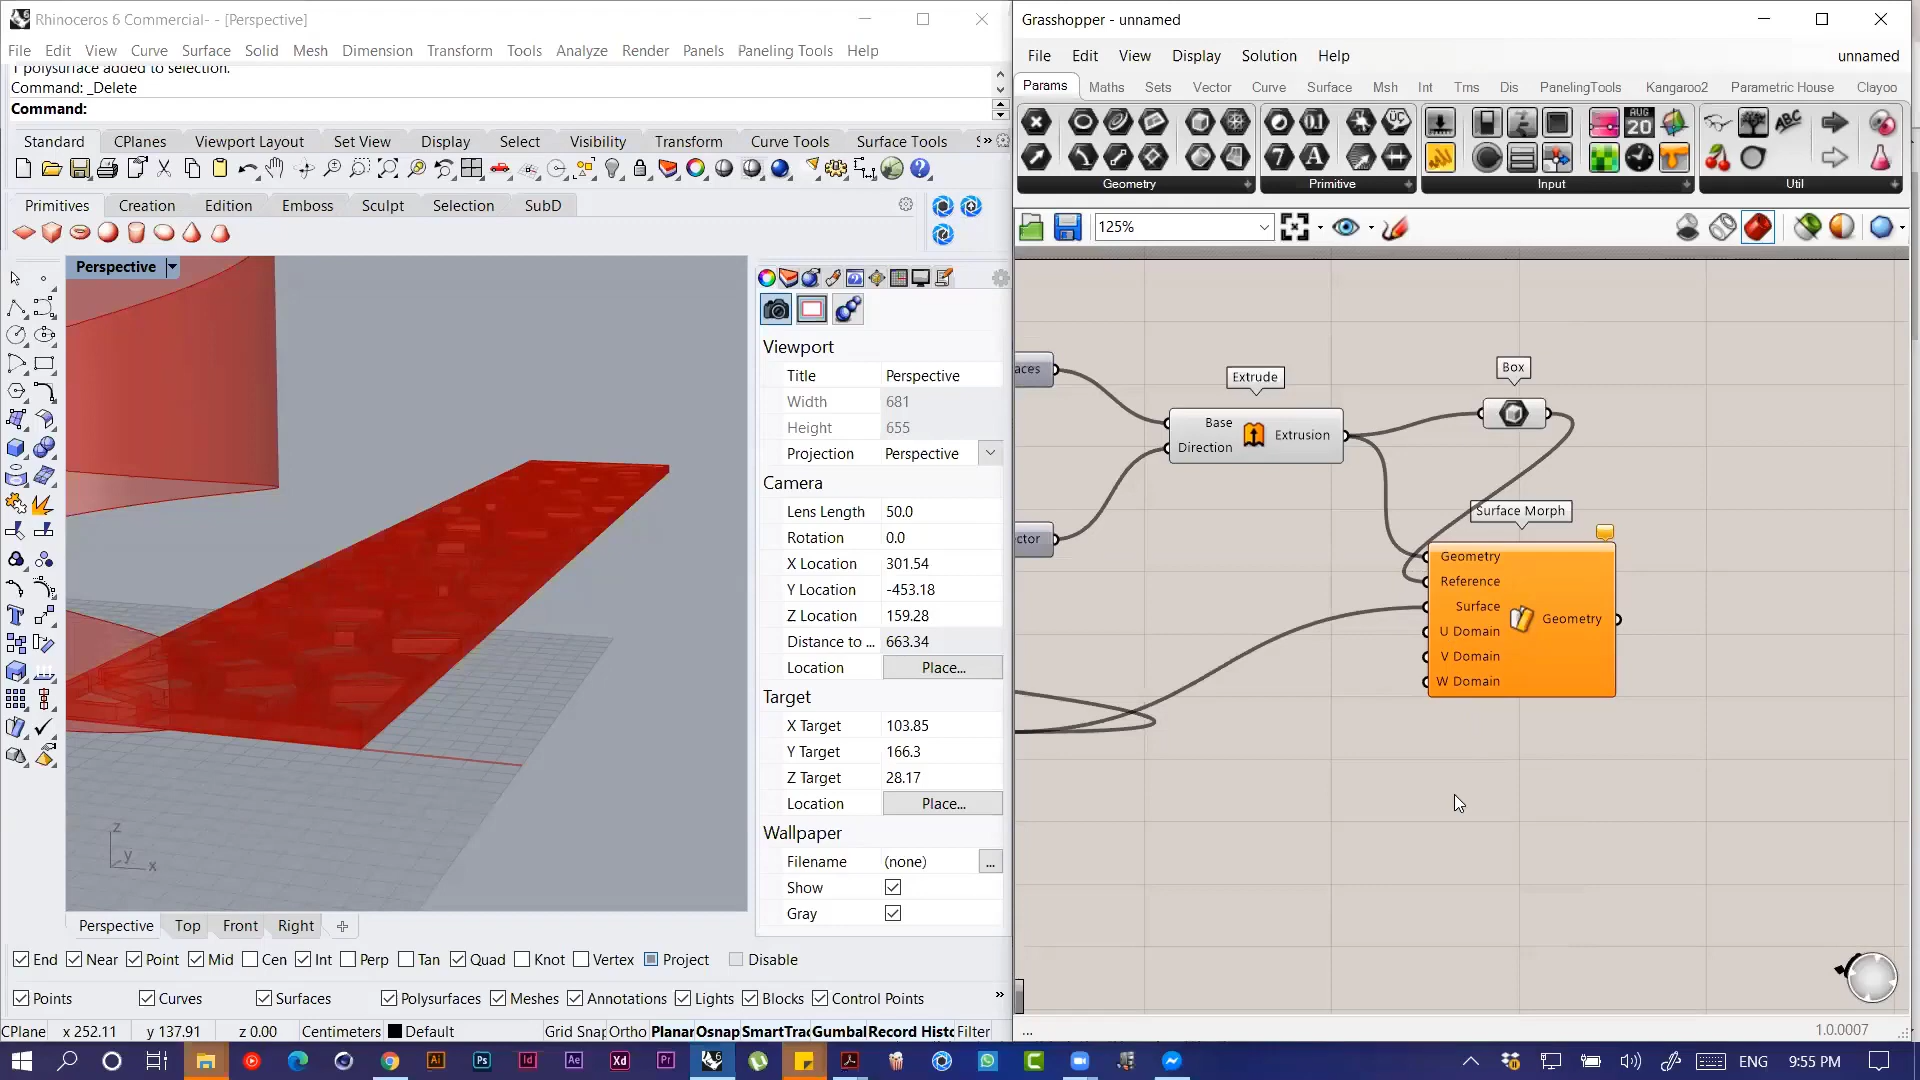 Rhinoceros 6 Commercial- - [Perspective]
File Edit View Curve Surface Solid Mesh Dimension Transform Tools Analyze Render Panels Paneling Tools Help
1 polysurface added to selection.
Command: _Delete
Command:
Standard CPlanes Viewport Layout Set View Display Select Visibility Transform Curve Tools Surface Tools S
Primitives Creation Edition Emboss Sculpt Selection SubD
Perspective
Viewport
Title Perspective
Width 681
Height 655
Projection Perspective
Camera
Lens Length 50.0
Rotation 0.0
X Location 301.54
Y Location -453.18
Z Location 159.28
Distance to ... 663.34
Location Place...
Target
X Target 103.85
Y Target 166.3
Z Target 28.17
Location Place...
Wallpaper
Filename (none) ...
Show
Gray
z
y x
Perspective Top Front Right
End Near Point Mid Cen Int Perp Tan Quad Knot Vertex Project Disable
Points Curves Surfaces Polysurfaces Meshes Annotations Lights Blocks Control Points
CPlane x 252.11 y 137.91 z 0.00 Centimeters Default Grid Snap Ortho Planar Osnap SmartTrac Gumbal Record Histo Filter
Grasshopper - unnamed
File Edit View Display Solution Help unnamed
Params Maths Sets Vector Curve Surface Msh Int Trns Dis PanelingTools Kangaroo2 Parametric House Clayoo
AUG
20
Geometry Primitive Input Util
125%
aces
Extrude
Base
Direction
Extrusion
Box
ctor
Surface Morph
Geometry
Reference
Surface
U Domain
V Domain
W Domain
Geometry
... 1.0.0007
Ai Ps Id Ae Xd Pr
ENG 9:55 PM